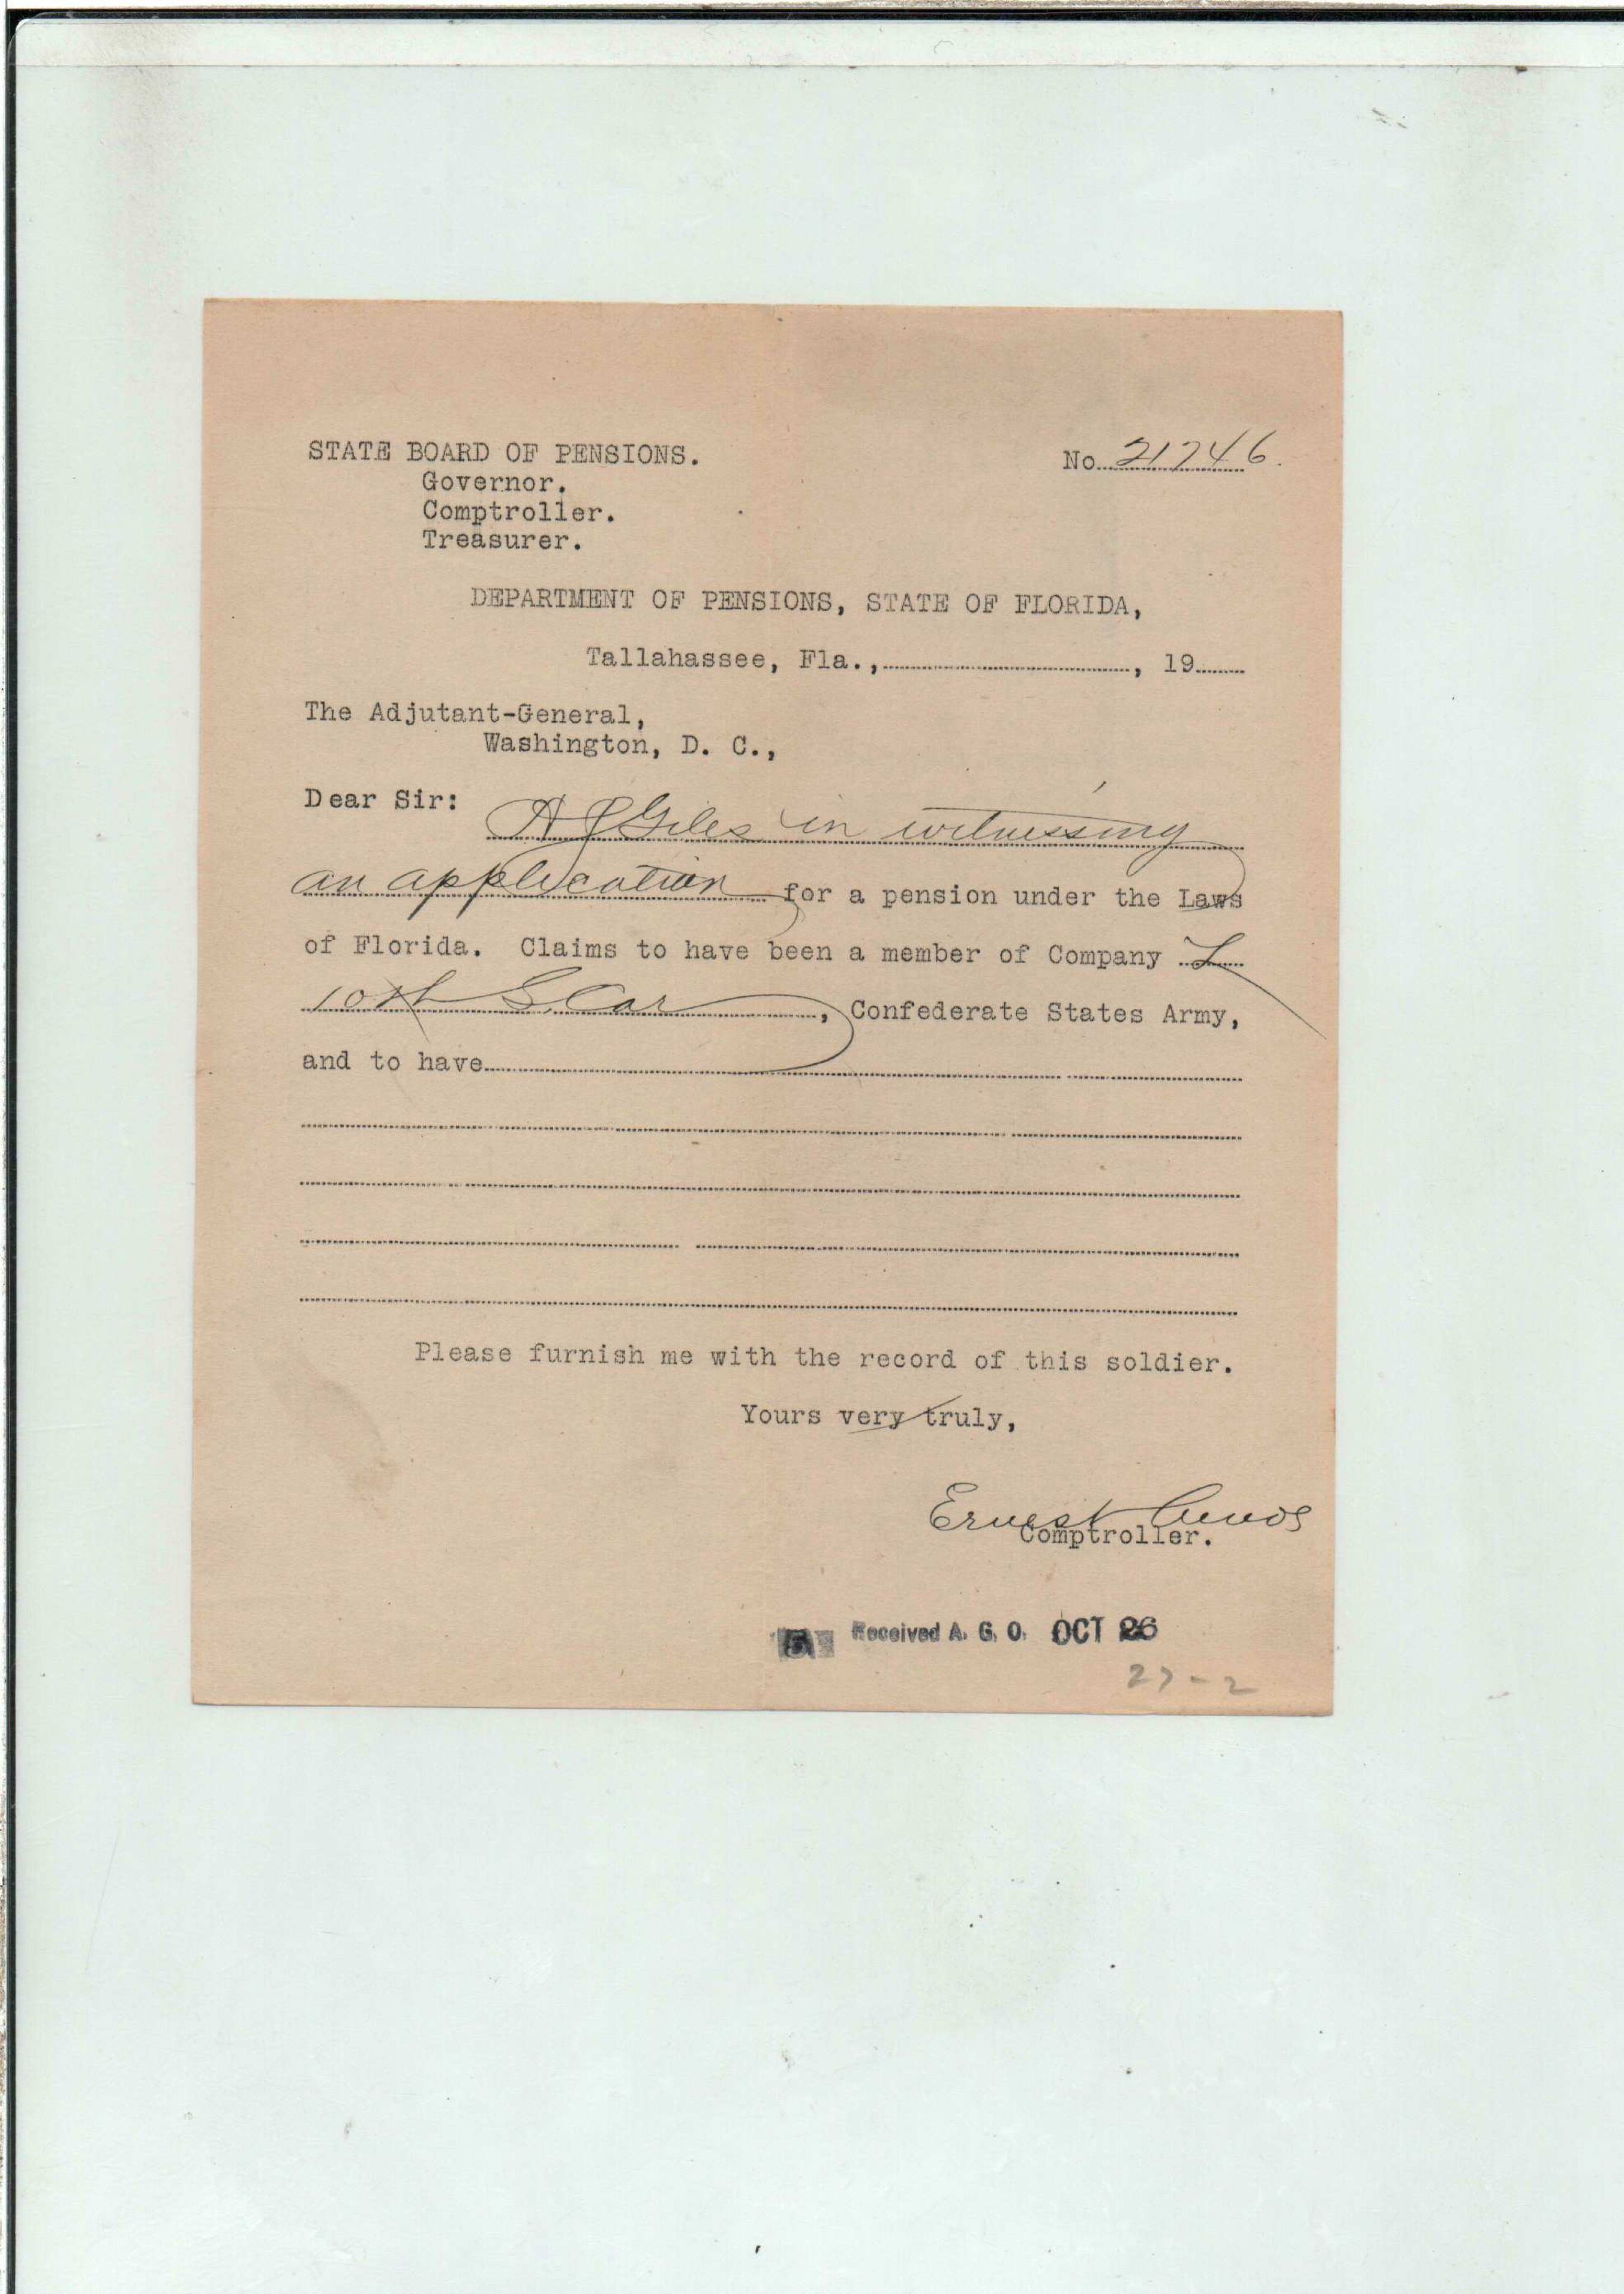 STATE BOARD OF PENSIONS.
No. 21746.
Governor.
Comptroller.
Treasurer.
DEPARTMENT OF PENSIONS, STATE OF FLORIDA,
Tallahassee, Fla.,, 19
The Adjutant-General,
Washington, D. C.,
Dear Sir:
Giles in witnessing
an application for a pension under the Laws
of Florida. Claims to have been a member of Company L
10th S. Car, Confederate States Army,
and to have
Please furnish me with the record of this soldier.
Yours very truly,
Ernest Amos
Comptroller.
Received A. G. O. OCT 26
27-2